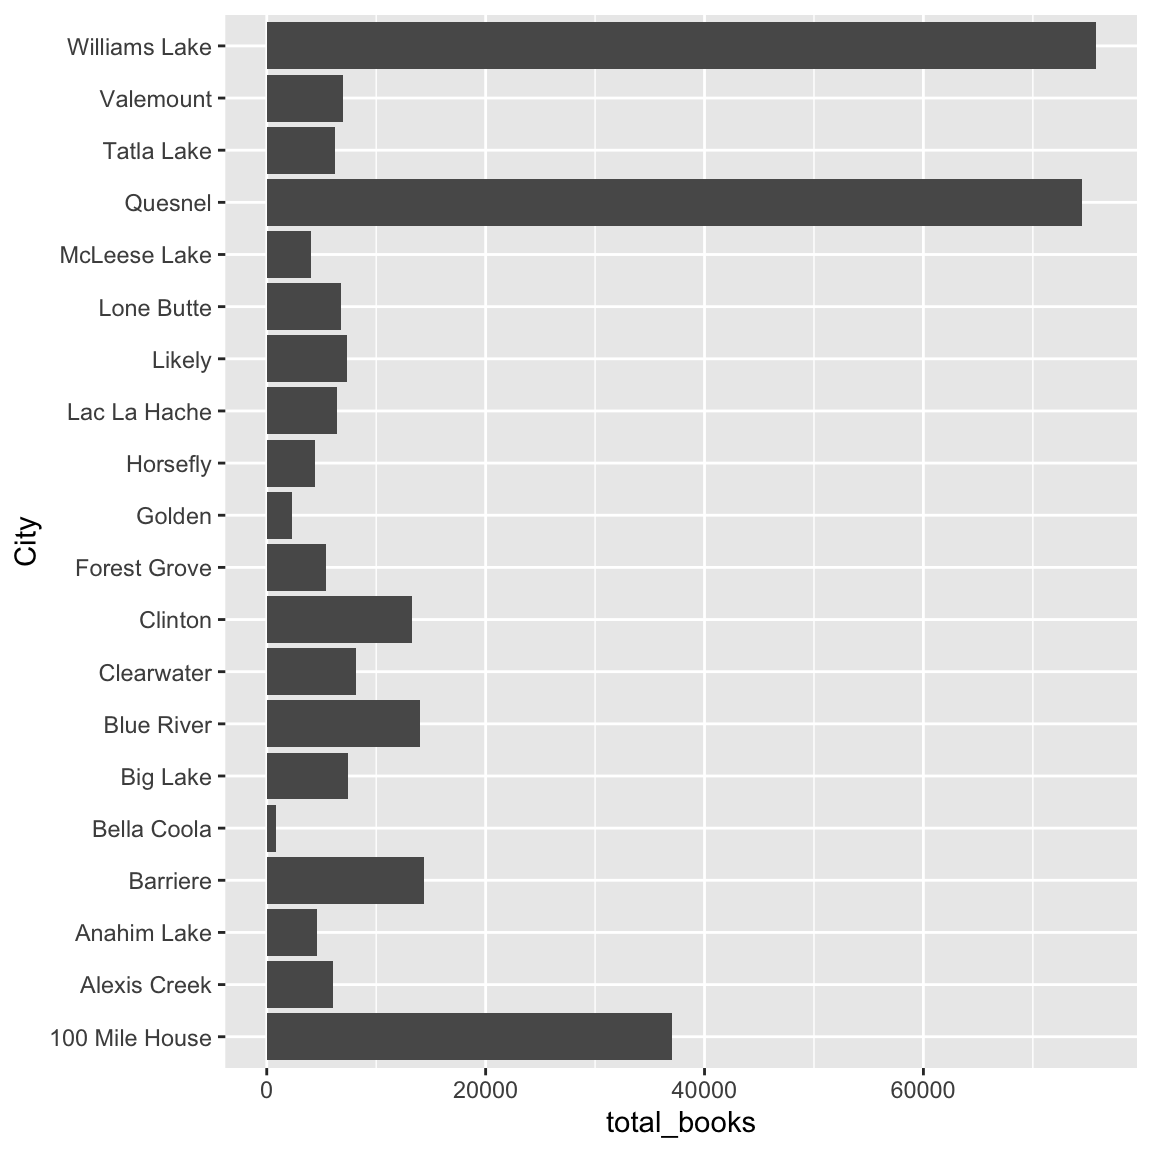 Williams Lake
Valemount
Tatla Lake
Quesnel
McLeese Lake
Lone Butte
Likely
Lac La Hache
Horsefly
Golden
Forest Grove
Clinton
Clearwater
Blue River
Big Lake
Bella Coola
Barriere
Anahim Lake
Alexis Creek
100 Mile House
City
0 20000 40000 60000
total_books